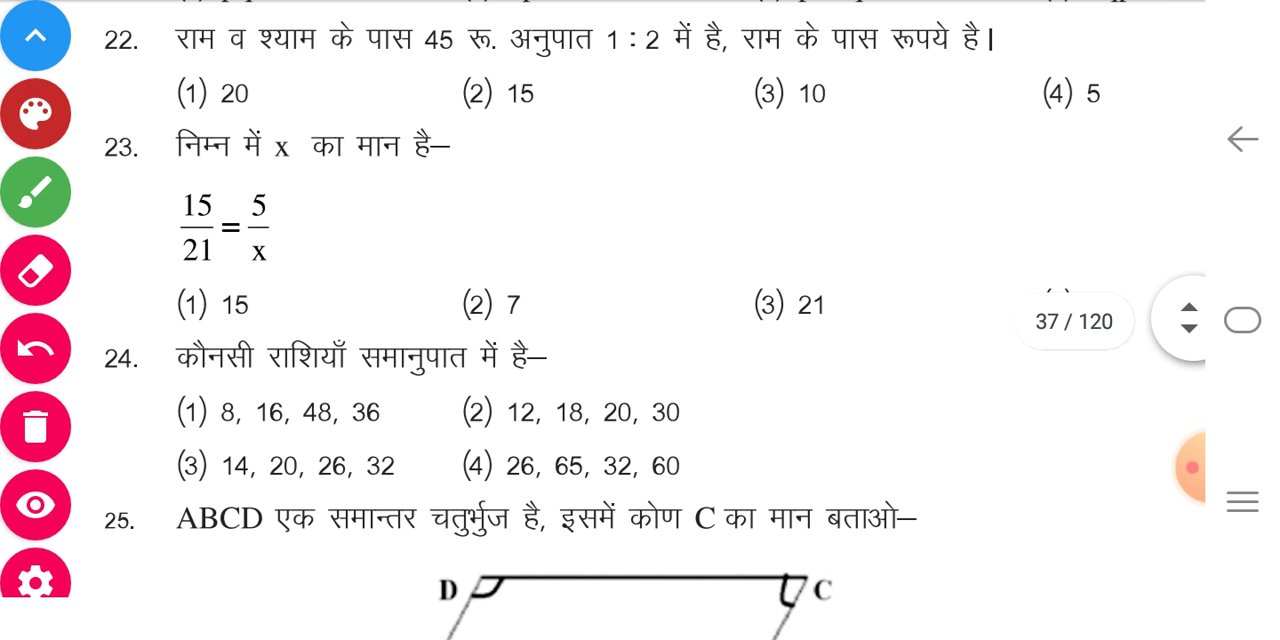 22. राम व श्याम के पास 45 रू. अनुपात 1 : 2 में है, राम के पास रूपये है।
(1) 20 (2) 15 (3) 10 (4) 5
23. निम्न में x का मान है–
15/21 = 5/x
(1) 15 (2) 7 (3) 21
37 / 120
24. कौनसी राशियाँ समानुपात में है–
(1) 8, 16, 48, 36 (2) 12, 18, 20, 30
(3) 14, 20, 26, 32 (4) 26, 65, 32, 60
25. ABCD एक समान्तर चतुर्भुज है, इसमें कोण C का मान बताओ–
D C